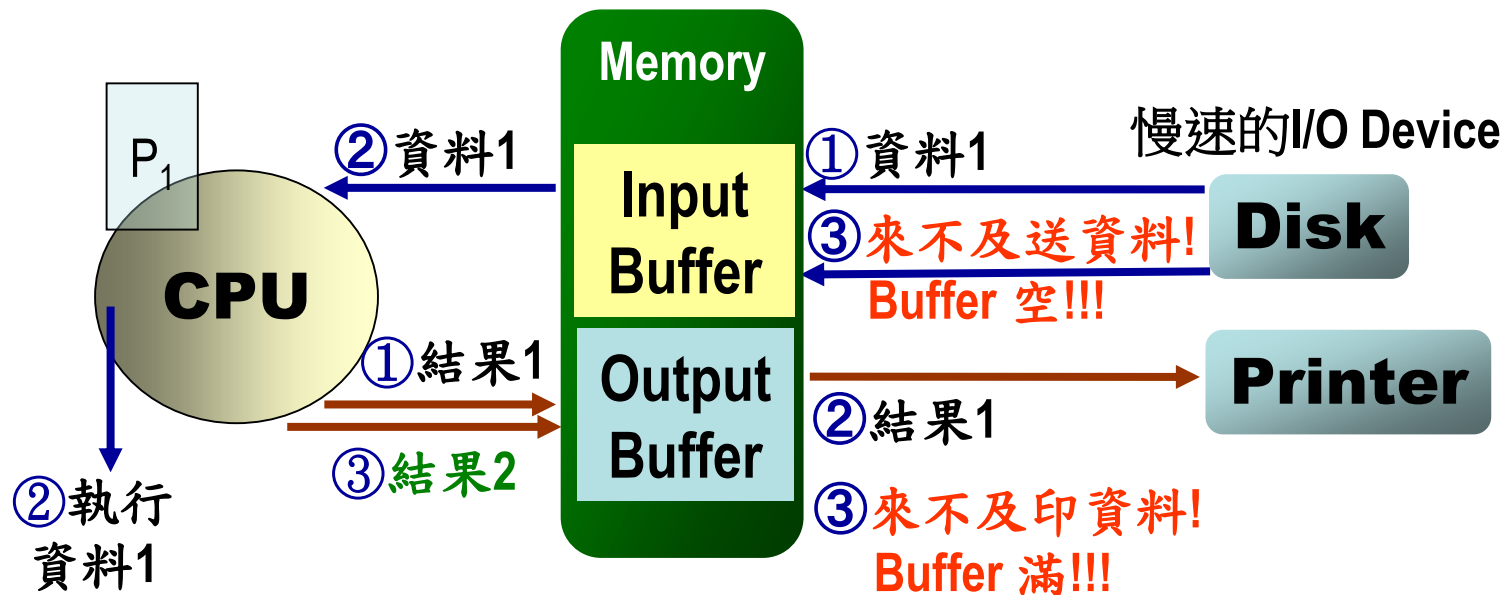 Memory
P1
慢速的I/O Device
②資料1
①資料1
Input
Buffer
Disk
③來不及送資料!
Buffer 空!!!
CPU
①結果1
Output
Buffer
Printer
②結果1
③結果2
②執行
資料1
③來不及印資料!
Buffer 滿!!!